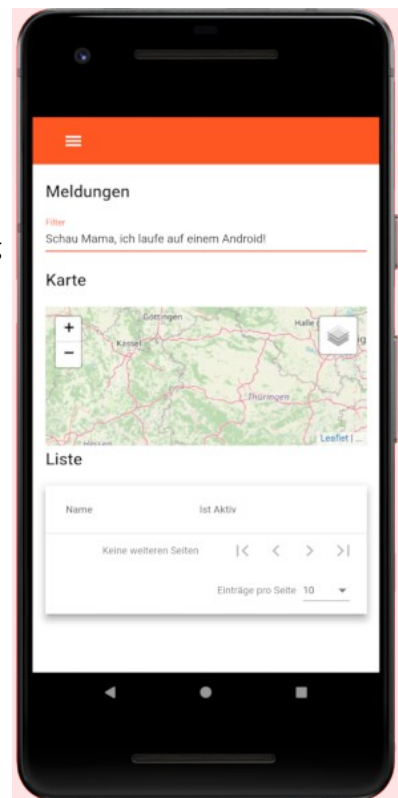 Meldungen
Filter
Schau Mama, ich laufe auf einem Android!
Karte
+
−
Göttingen
Halle
Kassel
Thüringen
Hessen
Leaflet | ...
Liste
Name Ist Aktiv
Keine weiteren Seiten
Einträge pro Seite 10